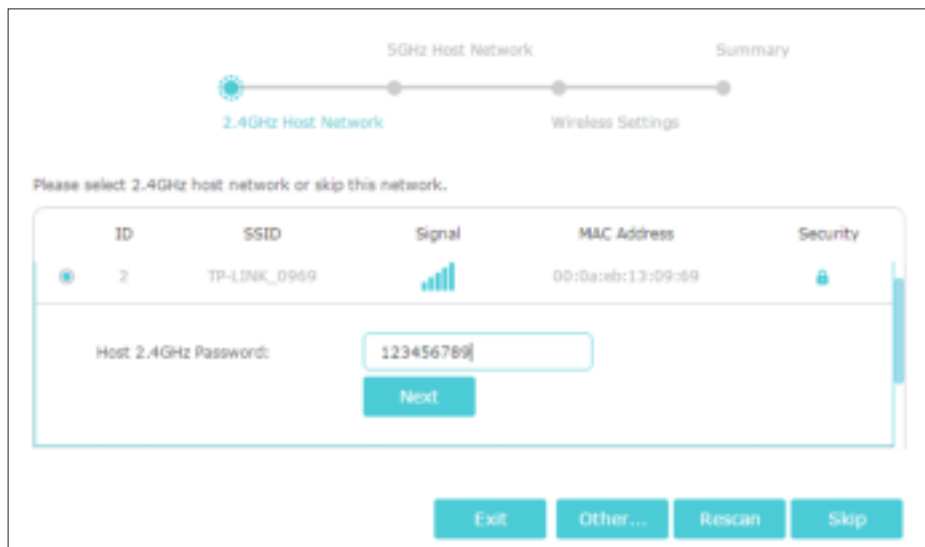 5GHz Host Network Summary
2.4GHz Host Network Wireless Settings
Please select 2.4GHz host network or skip this network.
ID SSID Signal MAC Address Security
2 TP-LINK_0969 00:0a:eb:13:09:69
Host 2.4GHz Password: 123456789
Next
Exit Other... Rescan Skip